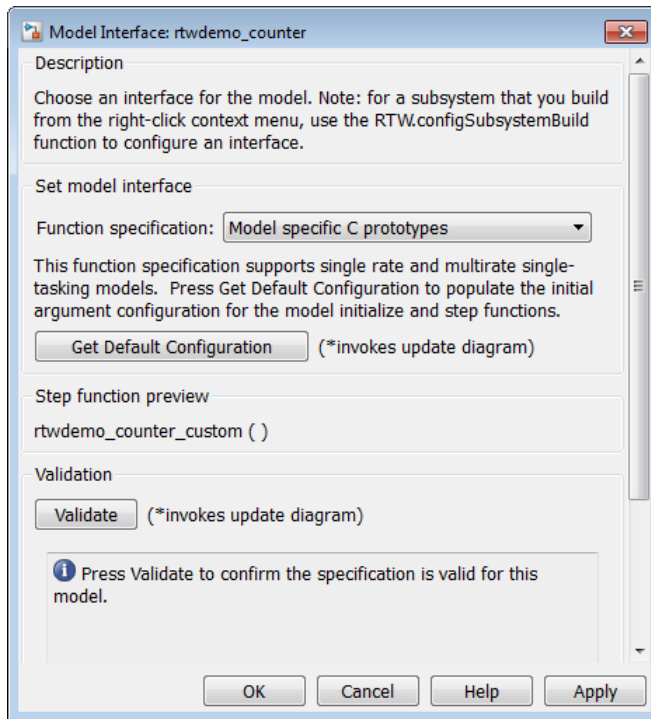 Model Interface: rtwdemo_counter
Description
Choose an interface for the model. Note: for a subsystem that you build
from the right-click context menu, use the RTW.configSubsystemBuild
function to configure an interface.
Set model interface
Function specification: Model specific C prototypes
This function specification supports single rate and multirate single-
tasking models. Press Get Default Configuration to populate the initial
argument configuration for the model initialize and step functions.
Get Default Configuration (*invokes update diagram)
Step function preview
rtwdemo_counter_custom ( )
Validation
Validate (*invokes update diagram)
Press Validate to confirm the specification is valid for this
model.
OK Cancel Help Apply